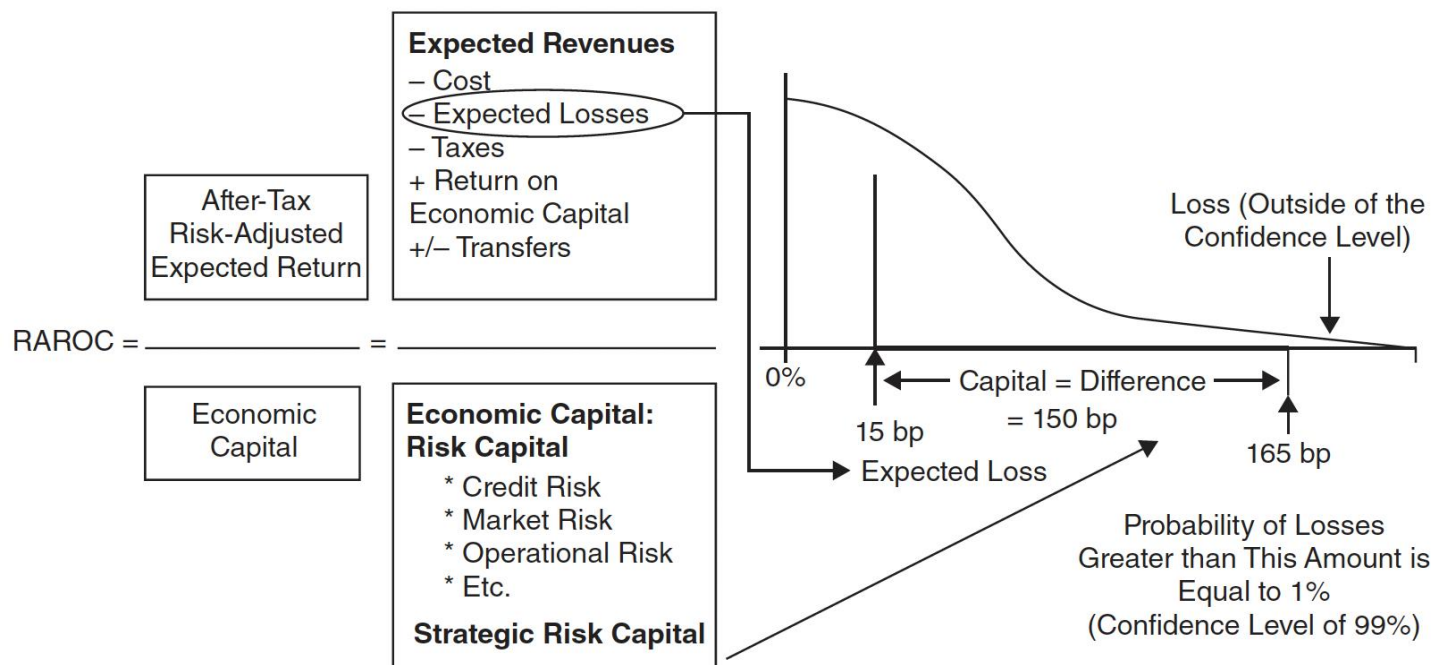 RAROC =
After-Tax
Risk-Adjusted
Expected Return
Economic
Capital
=
Expected Revenues
– Cost
– Expected Losses
– Taxes
+ Return on
Economic Capital
+/– Transfers
Economic Capital:
Risk Capital
* Credit Risk
* Market Risk
* Operational Risk
* Etc.
Strategic Risk Capital
Loss (Outside of the
Confidence Level)
0%
Capital = Difference
= 150 bp
15 bp
165 bp
Expected Loss
Probability of Losses
Greater than This Amount is
Equal to 1%
(Confidence Level of 99%)